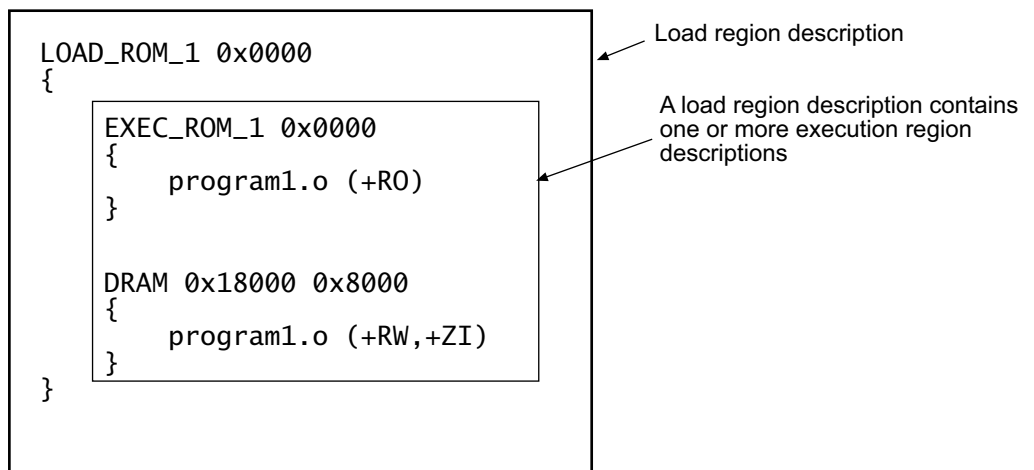 LOAD_ROM_1 0x0000
{
EXEC_ROM_1 0x0000
{
program1.o (+RO)
}
DRAM 0x18000 0x8000
{
program1.o (+RW,+ZI)
}
}
Load region description
A load region description contains
one or more execution region
descriptions